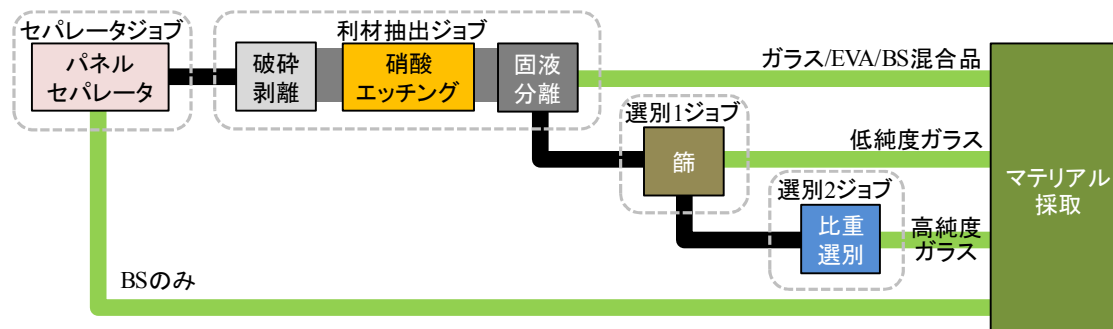 セパレータジョブ
利材抽出ジョブ
パネル
セパレータ
破砕
剥離
硝酸
エッチング
固液
分離
ガラス/EVA/BS混合品
選別1ジョブ
篩
低純度ガラス
選別2ジョブ
比重
選別
高純度
ガラス
マテリアル
採取
BSのみ